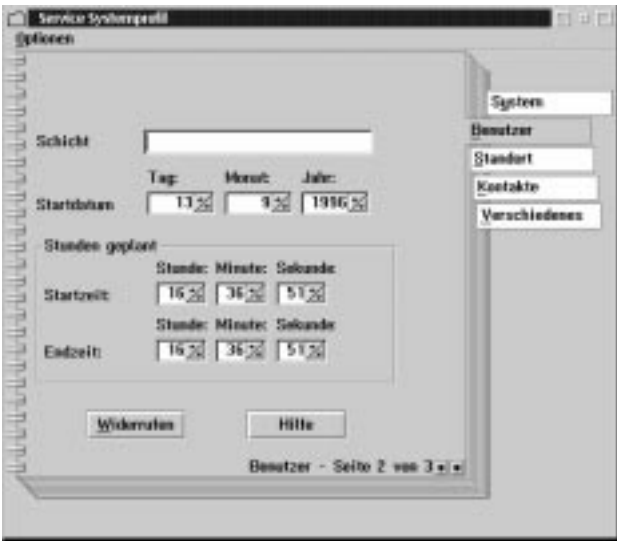 Service Systemprofil
Optionen
System
Benutzer
Standort
Kontakte
Verschiedenes
Schicht
Tag: Monat: Jahr:
Startdatum 13 9 1996
Stunden geplant
Stunde: Minute: Sekunde
Startzeit: 16 36 51
Stunde: Minute: Sekunde
Endzeit: 16 36 51
Widerrufen Hilfe
Benutzer - Seite 2 von 3